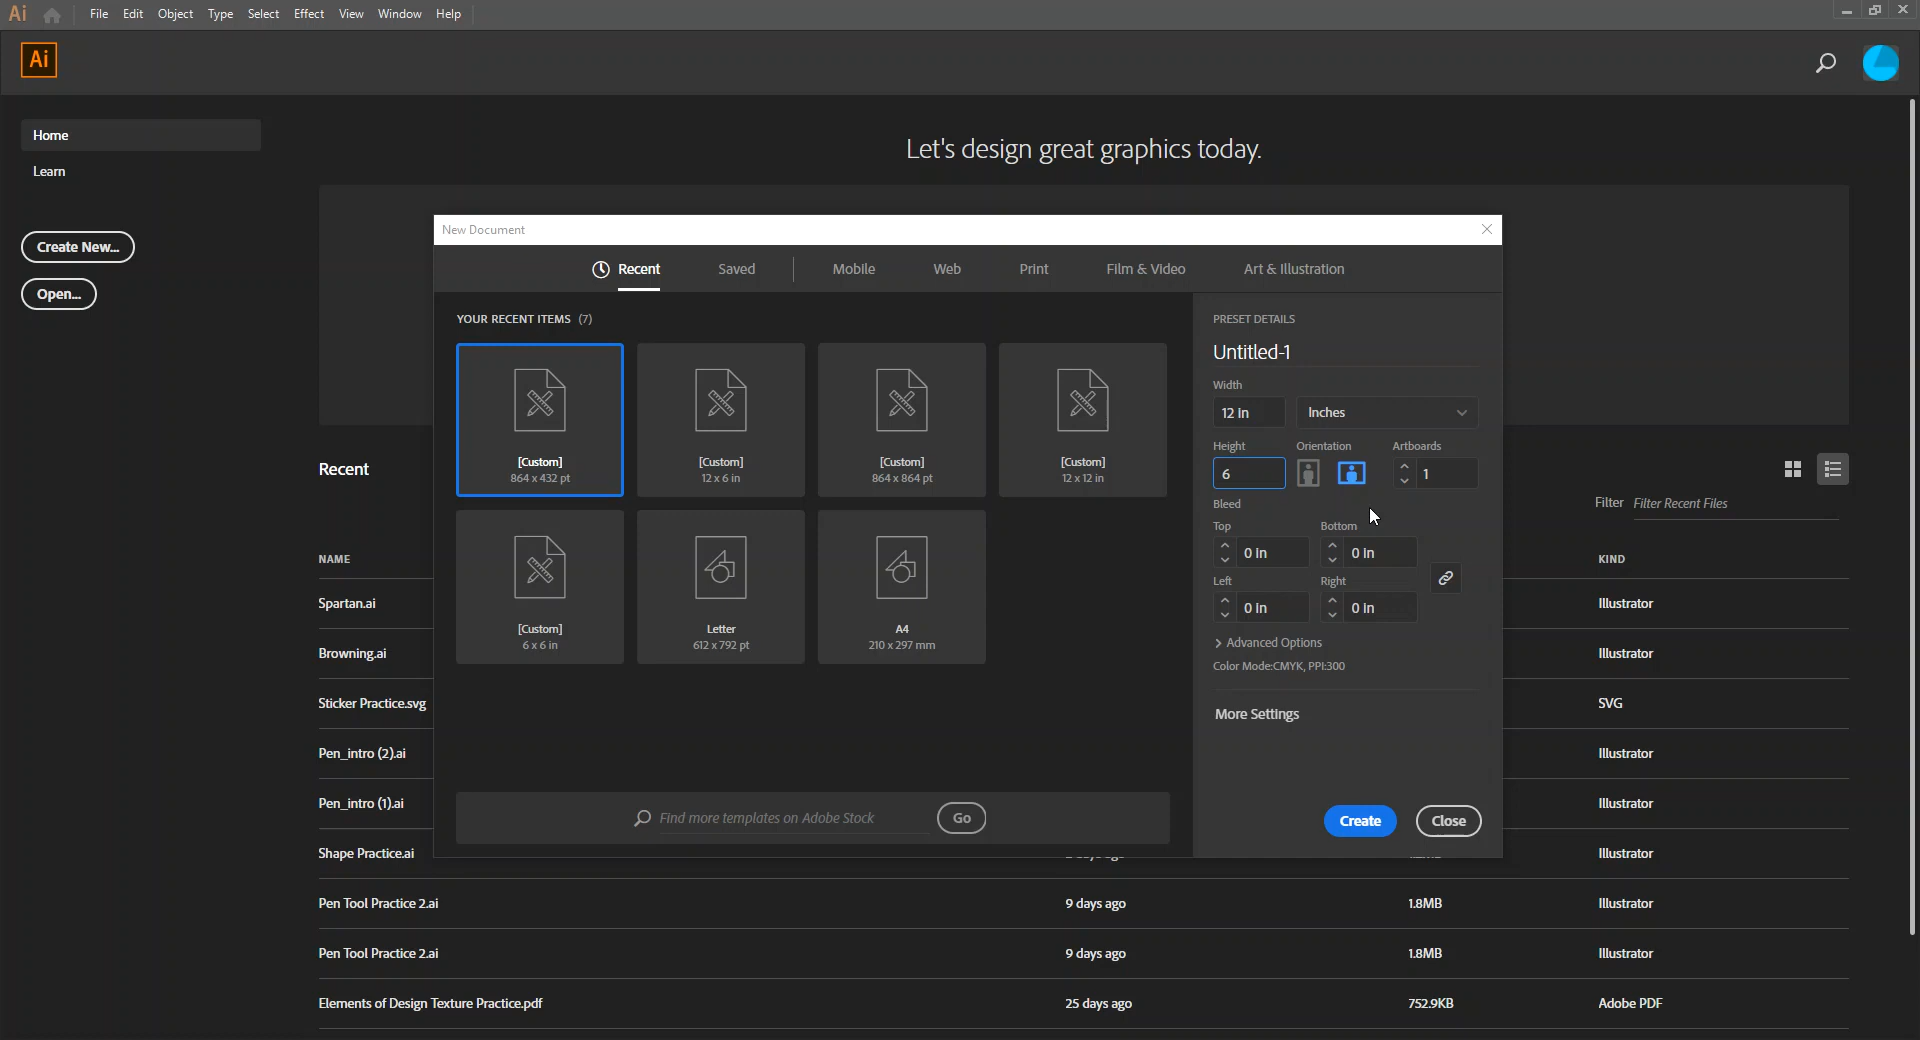 Ai File Edit Object Type Select Effect View Window Help
Ai
Home
Learn
Create New...
Open...
Let's design great graphics today.
New Document
Recent Saved Mobile Web Print Film & Video Art & Illustration
YOUR RECENT ITEMS (7)
[Custom]
864 x 432 pt
[Custom]
12 x 6 in
[Custom]
864 x 864 pt
[Custom]
12 x 12 in
[Custom]
6 x 6 in
Letter
612 x 792 pt
A4
210 x 297 mm
Find more templates on Adobe Stock Go
PRESET DETAILS
Untitled-1
Width
12 in Inches
Height Orientation Artboards
6 1
Bleed
Top Bottom
0 in 0 in
Left Right
0 in 0 in
Advanced Options
Color Mode:CMYK, PPI:300
More Settings
Create Close
Recent
Filter Filter Recent Files
NAME KIND
Spartan.ai Illustrator
Browning.ai Illustrator
Sticker Practice.svg SVG
Pen_intro (2).ai Illustrator
Pen_intro (1).ai Illustrator
Shape Practice.ai Illustrator
Pen Tool Practice 2.ai 9 days ago 1.8MB Illustrator
Pen Tool Practice 2.ai 9 days ago 1.8MB Illustrator
Elements of Design Texture Practice.pdf 25 days ago 752.9KB Adobe PDF